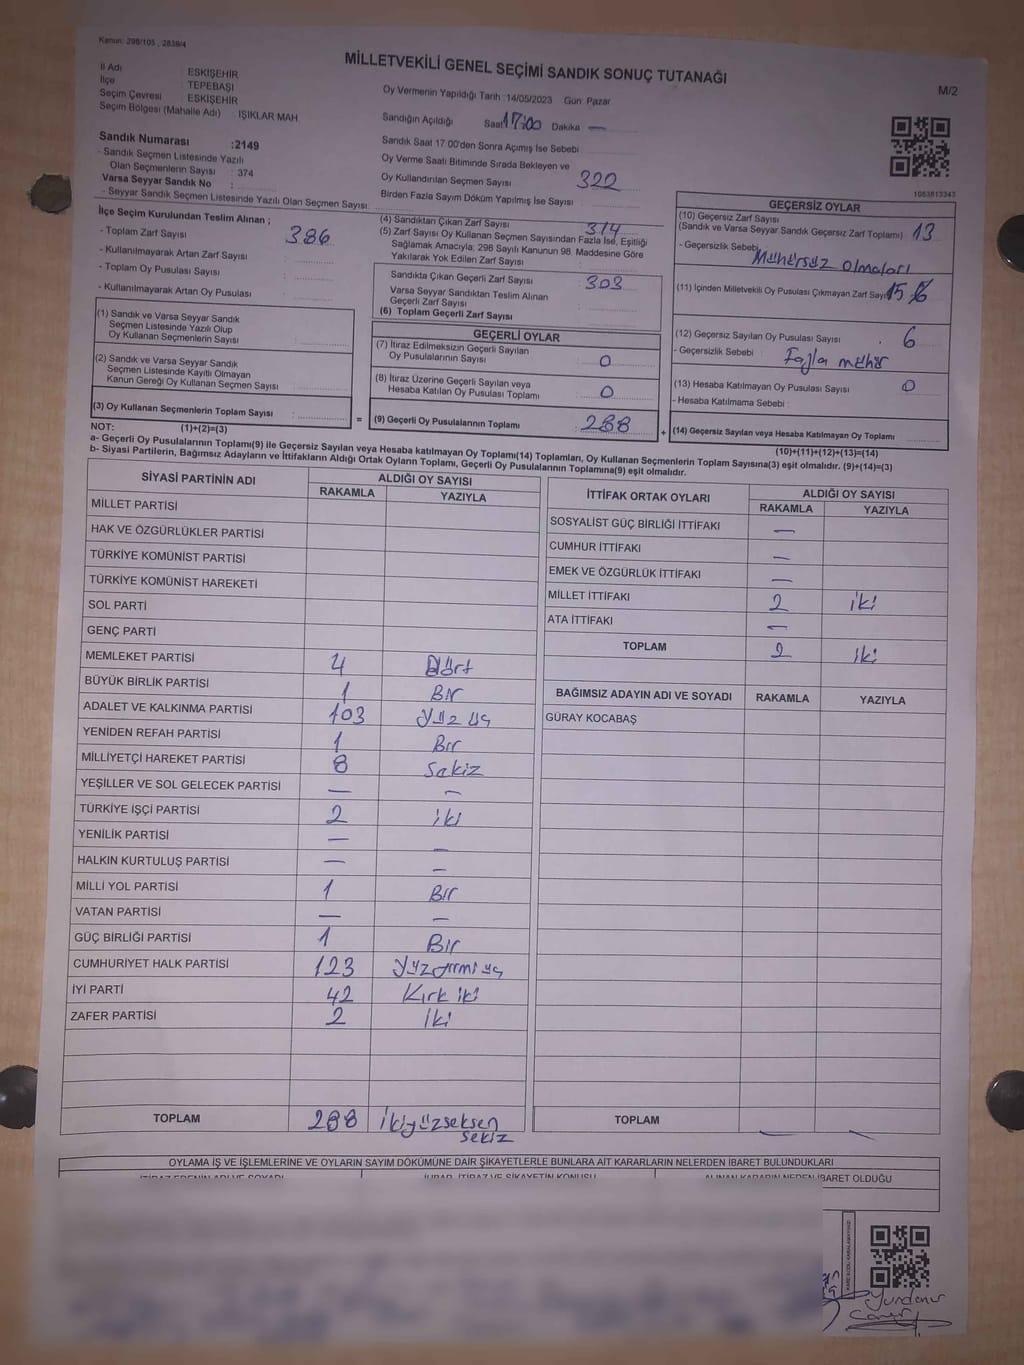 Kanun: 298/105 , 2839/4
MİLLETVEKİLİ GENEL SEÇİMİ SANDIK SONUÇ TUTANAĞI
M/2
İl Adı : ESKİŞEHİR
İlçe : TEPEBAŞI
Seçim Çevresi : ESKİŞEHİR
Seçim Bölgesi (Mahalle Adı) : IŞIKLAR MAH
Oy Vermenin Yapıldığı Tarih :14/05/2023 Gün: Pazar
Sandığın Açıldığı Saat 17:00 Dakika —
Sandık Numarası :2149
- Sandık Seçmen Listesinde Yazılı
Olan Seçmenlerin Sayısı : 374
Varsa Seyyar Sandık No :
- Seyyar Sandık Seçmen Listesinde Yazılı Olan Seçmen Sayısı:
Sandık Saat 17:00'den Sonra Açımış İse Sebebi
Oy Verme Saati Bitiminde Sırada Bekleyen ve
Oy Kullandırılan Seçmen Sayısı 322
Birden Fazla Sayım Döküm Yapılmış İse Sayısı
1083813343
İlçe Seçim Kurulundan Teslim Alınan ;
- Toplam Zarf Sayısı : 386
- Kullanılmayarak Artan Zarf Sayısı
- Toplam Oy Pusulası Sayısı :
- Kullanılmayarak Artan Oy Pusulası :
(1) Sandık ve Varsa Seyyar Sandık
Seçmen Listesinde Yazılı Olup
Oy Kullanan Seçmenlerin Sayısı :
(2) Sandık ve Varsa Seyyar Sandık
Seçmen Listesinde Kayıtlı Olmayan
Kanun Gereği Oy Kullanan Seçmen Sayısı :
(3) Oy Kullanan Seçmenlerin Toplam Sayısı :
(1)+(2)=(3)
(4) Sandıktan Çıkan Zarf Sayısı 314
(5) Zarf Sayısı Oy Kullanan Seçmen Sayısından Fazla İse, Eşitliği
Sağlamak Amacıyla; 298 Sayılı Kanunun 98. Maddesine Göre
Yakılarak Yok Edilen Zarf Sayısı :
Sandıkta Çıkan Geçerli Zarf Sayısı : 303
Varsa Seyyar Sandıktan Teslim Alınan
Geçerli Zarf Sayısı
(6) Toplam Geçerli Zarf Sayısı
GEÇERLİ OYLAR
(7) İtiraz Edilmeksizin Geçerli Sayılan
Oy Pusulalarının Sayısı : 0
(8) İtiraz Üzerine Geçerli Sayılan veya
Hesaba Katılan Oy Pusulası Toplamı : 0
= (9) Geçerli Oy Pusulalarının Toplamı : 288 +
GEÇERSİZ OYLAR
(10) Geçersiz Zarf Sayısı
(Sandık ve Varsa Seyyar Sandık Geçersiz Zarf Toplamı) : 13
- Geçersizlik Sebebi : Mühürsüz Olmaları
(11) İçinden Milletvekili Oy Pusulası Çıkmayan Zarf Sayısı 15
(12) Geçersiz Sayılan Oy Pusulası Sayısı : 6
- Geçersizlik Sebebi : Fazla mühür
(13) Hesaba Katılmayan Oy Pusulası Sayısı : 0
- Hesaba Katılmama Sebebi :
(14) Geçersiz Sayılan veya Hesaba Katılmayan Oy Pusulası Toplamı
(10)+(11)+(12)+(13)=(14)
NOT:
a- Geçerli Oy Pusulalarının Toplamı(9) ile Geçersiz Sayılan veya Hesaba katılmayan Oy Toplamı(14) Toplamları, Oy Kullanan Seçmenlerin Toplam Sayısına(3) eşit olmalıdır. (9)+(14)=(3)
b- Siyasi Partilerin, Bağımsız Adayların ve İttifakların Aldığı Ortak Oyların Toplamı, Geçerli Oy Pusulalarının Toplamına(9) eşit olmalıdır.
SİYASİ PARTİNİN ADI ALDIĞI OY SAYISI
RAKAMLA YAZIYLA
MİLLET PARTİSİ
HAK VE ÖZGÜRLÜKLER PARTİSİ
TÜRKİYE KOMÜNİST PARTİSİ
TÜRKİYE KOMÜNİST HAREKETİ
SOL PARTİ
GENÇ PARTİ
MEMLEKET PARTİSİ 4 Dört
BÜYÜK BİRLİK PARTİSİ 1 Bir
ADALET VE KALKINMA PARTİSİ 103 Yüz üç
YENİDEN REFAH PARTİSİ 1 Bir
MİLLİYETÇİ HAREKET PARTİSİ 8 Sekiz
YEŞİLLER VE SOL GELECEK PARTİSİ — —
TÜRKİYE İŞÇİ PARTİSİ 2 iki
YENİLİK PARTİSİ — —
HALKIN KURTULUŞ PARTİSİ — —
MİLLİ YOL PARTİSİ 1 Bir
VATAN PARTİSİ — —
GÜÇ BİRLİĞİ PARTİSİ 1 Bir
CUMHURİYET HALK PARTİSİ 123 Yüzyirmi üç
İYİ PARTİ 42 Kırk iki
ZAFER PARTİSİ 2 İki
TOPLAM 288 İkiyüzseksen
sekiz
İTTİFAK ORTAK OYLARI ALDIĞI OY SAYISI
RAKAMLA YAZIYLA
SOSYALİST GÜÇ BİRLİĞİ İTTİFAKI —
CUMHUR İTTİFAKI —
EMEK VE ÖZGÜRLÜK İTTİFAKI —
MİLLET İTTİFAKI 2 iki
ATA İTTİFAKI —
TOPLAM 2 iki
BAĞIMSIZ ADAYIN ADI VE SOYADI RAKAMLA YAZIYLA
GÜRAY KOCABAŞ
TOPLAM — —
OYLAMA İŞ VE İŞLEMLERİNE VE OYLARIN SAYIM DÖKÜMÜNE DAİR ŞİKAYETLERLE BUNLARA AİT KARARLARIN NELERDEN İBARET BULUNDUKLARI
İTİRAZ EDENİN ADI VE SOYADI İHBAR, İTİRAZ VE ŞİKAYETİN KONUSU ALINAN KARARIN NEDEN İBARET OLDUĞU